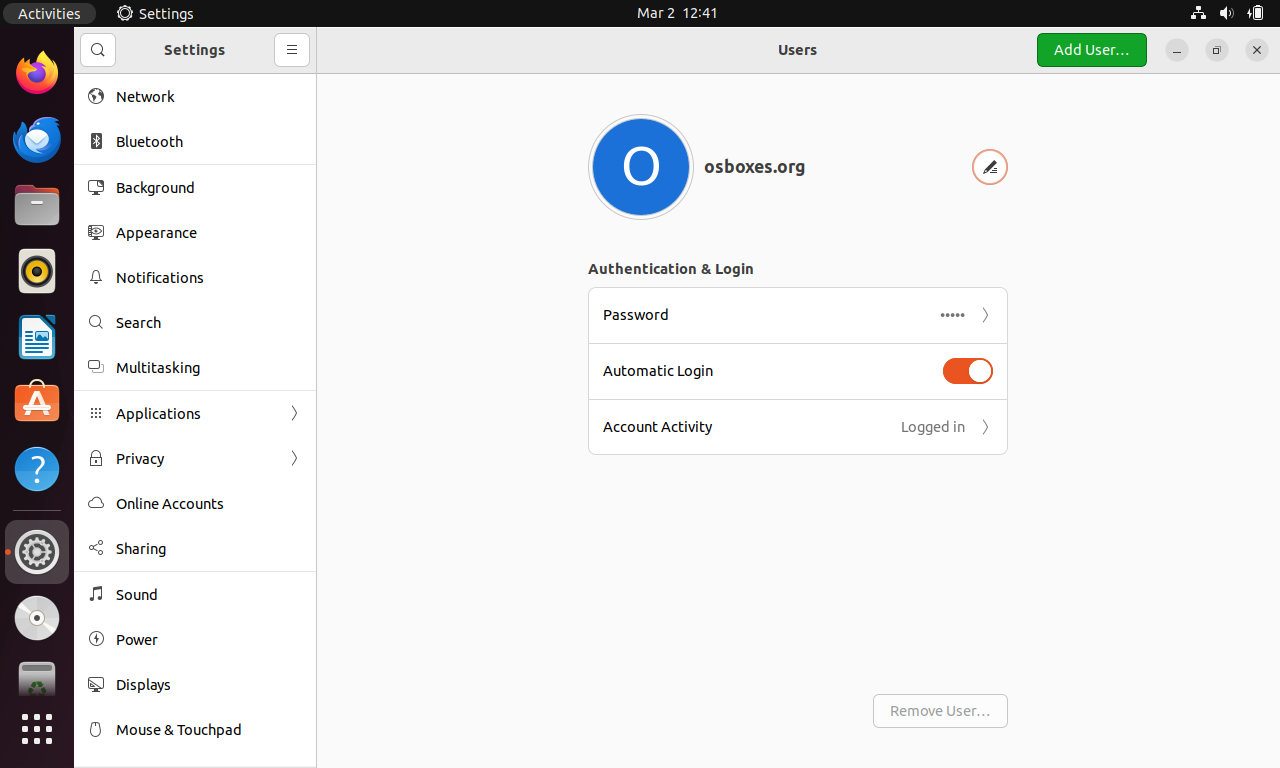 Activities Settings Mar 2 12:41
Settings Users Add User...
Network
Bluetooth
Background
Appearance
Notifications
Search
Multitasking
Applications
Privacy
Online Accounts
Sharing
Sound
Power
Displays
Mouse & Touchpad
O osboxes.org
Authentication & Login
Password •••••
Automatic Login
Account Activity Logged in
Remove User...